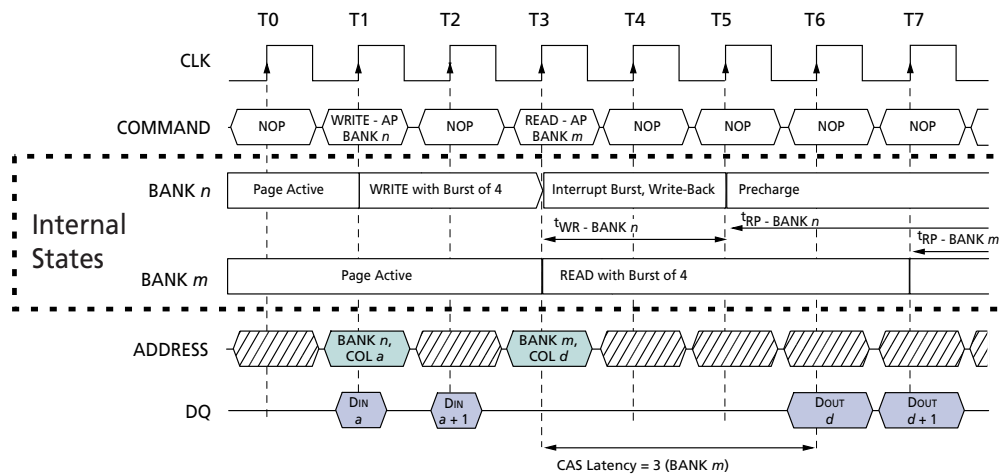 T0 T1 T2 T3 T4 T5 T6 T7
CLK
COMMAND NOP WRITE - AP BANK n NOP READ - AP BANK m NOP NOP NOP NOP
Internal States
BANK n Page Active WRITE with Burst of 4 Interrupt Burst, Write-Back Precharge
tWR - BANK n tRP - BANK n
tRP - BANK m
BANK m Page Active READ with Burst of 4
ADDRESS BANK n, COL a BANK m, COL d
DQ DIN a DIN a + 1 DOUT d DOUT d + 1
CAS Latency = 3 (BANK m)